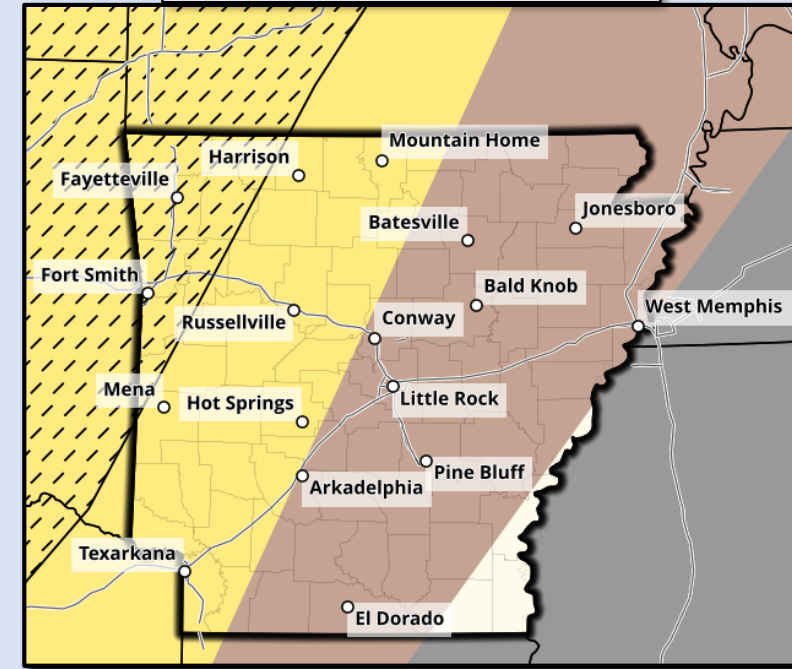 Mountain Home
Harrison
Fayetteville
Jonesboro
Batesville
Fort Smith
Bald Knob
West Memphis
Russellville
Conway
Mena
Hot Springs
Little Rock
Pine Bluff
Arkadelphia
Texarkana
El Dorado